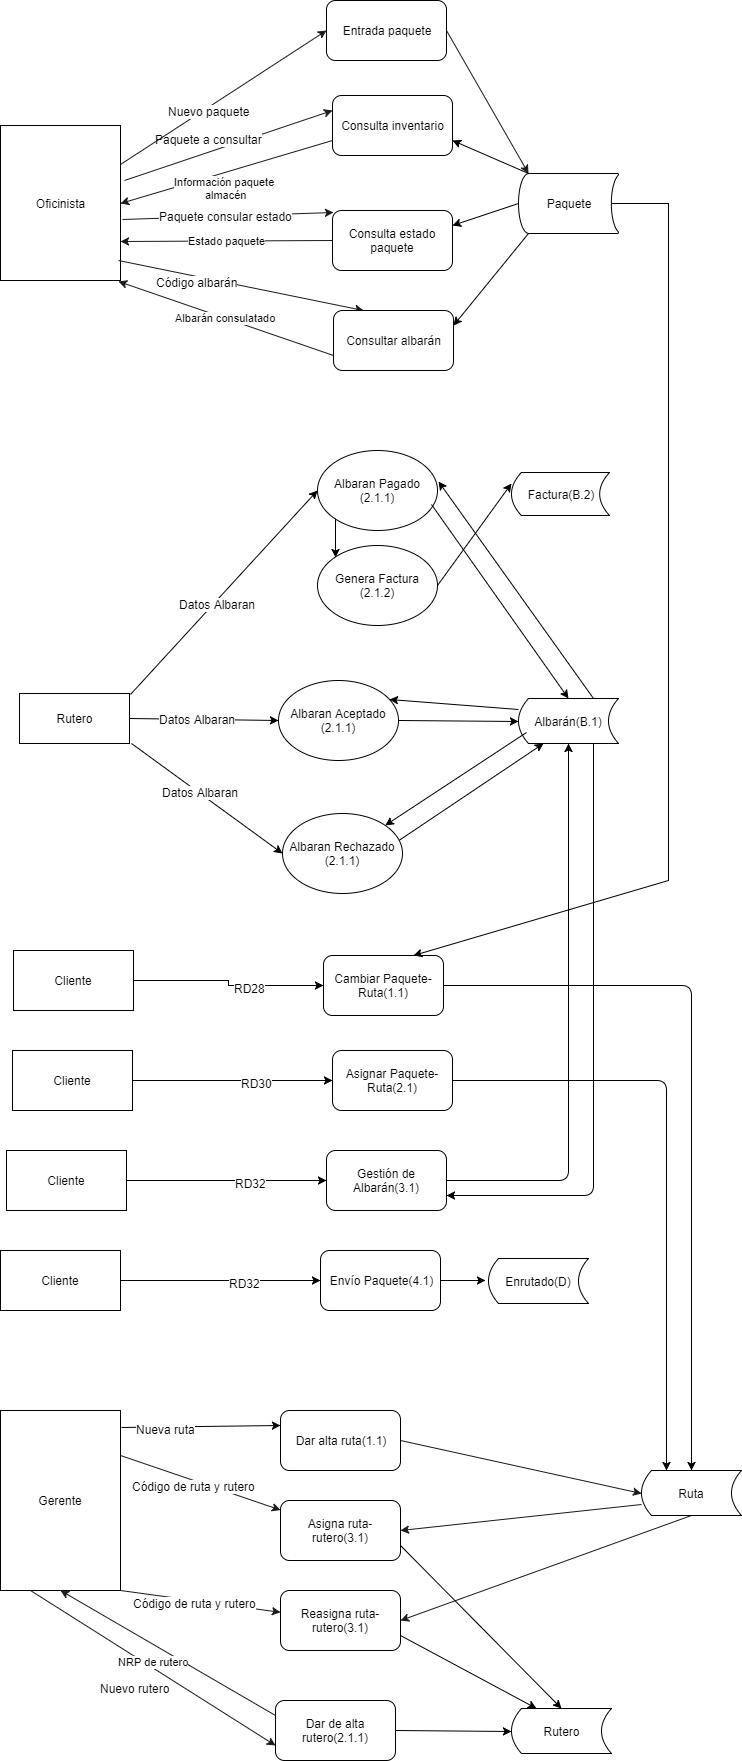 Entrada paquete
Nuevo paquete
Consulta inventario
Paquete a consultar
Información paquete
almacén
Oficinista
Paquete
Paquete consular estado
Consulta estado
paquete
Estado paquete
Código albarán
Albarán consulatado
Consultar albarán
Albaran Pagado
(2.1.1)
Factura(B.2)
Genera Factura
(2.1.2)
Datos Albaran
Rutero
Datos Albaran
Albaran Aceptado
(2.1.1)
Albarán(B.1)
Datos Albaran
Albaran Rechazado
(2.1.1)
Cliente
RD28
Cambiar Paquete-
Ruta(1.1)
Cliente
RD30
Asignar Paquete-
Ruta(2.1)
Cliente
RD32
Gestión de
Albarán(3.1)
Cliente
RD32
Envío Paquete(4.1)
Enrutado(D)
Nueva ruta
Dar alta ruta(1.1)
Código de ruta y rutero
Gerente
Ruta
Asigna ruta-
rutero(3.1)
Código de ruta y rutero
Reasigna ruta-
rutero(3.1)
NRP de rutero
Nuevo rutero
Dar de alta
rutero(2.1.1)
Rutero